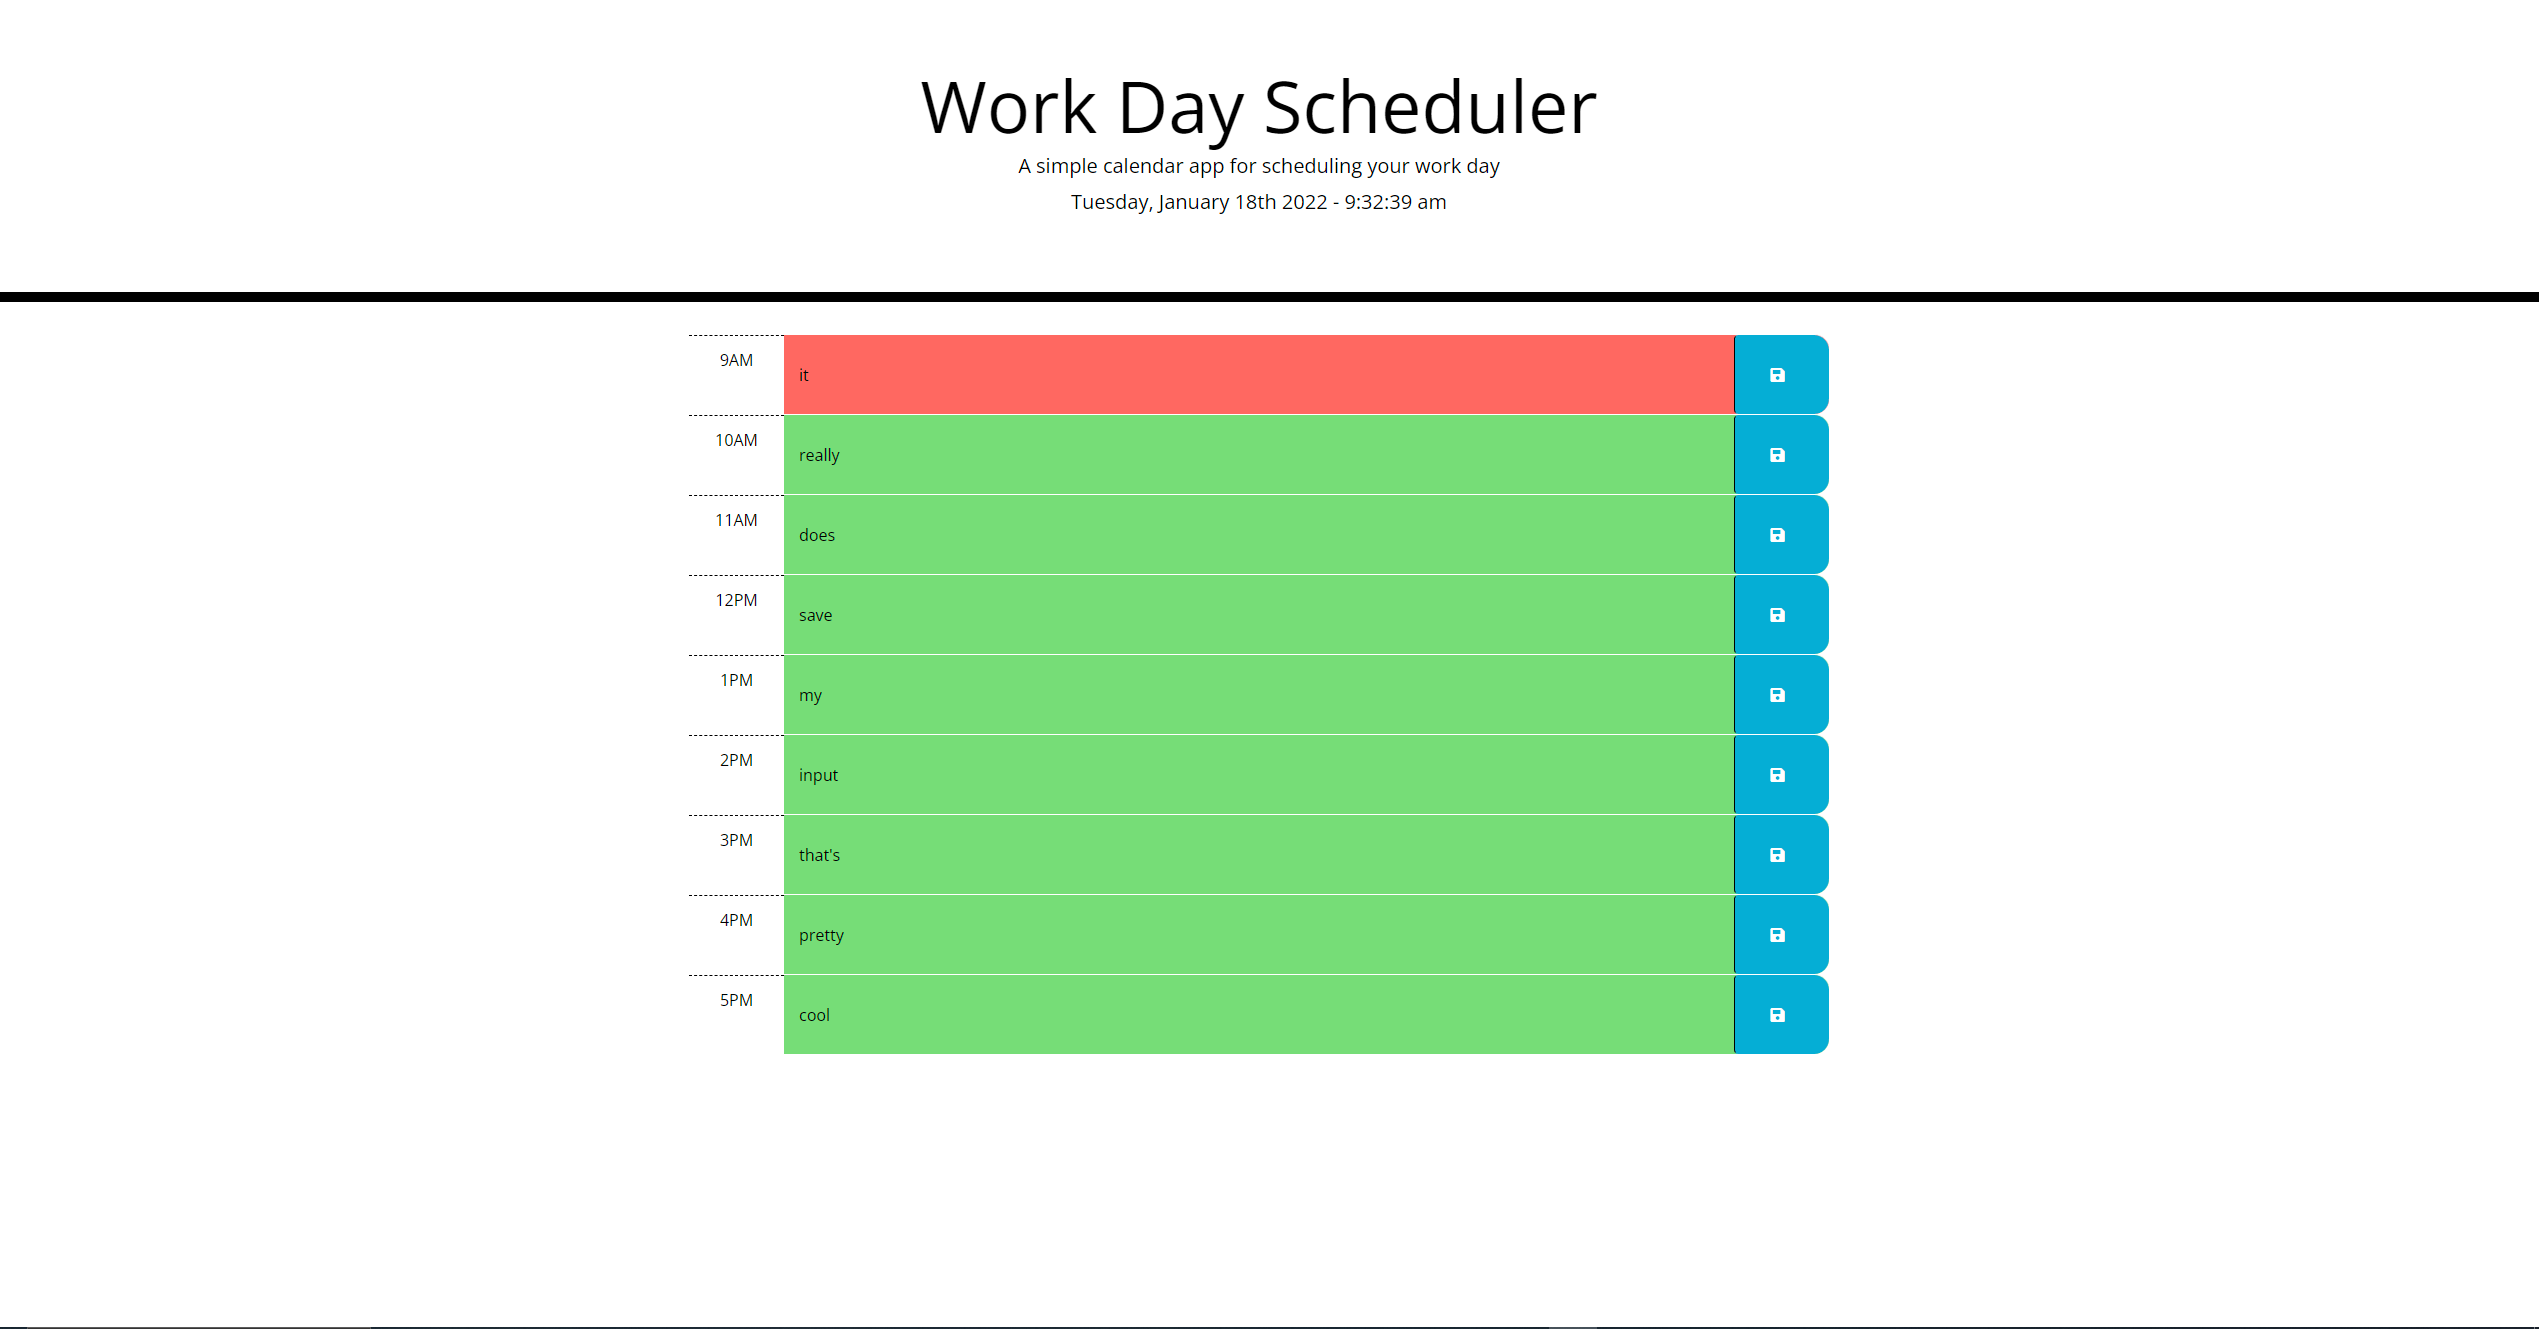 Work Day Scheduler
A simple calendar app for scheduling your work day
Tuesday, January 18th 2022 - 9:32:39 am
9AM
it
10AM
really
11AM
does
12PM
save
1PM
my
2PM
input
3PM
that's
4PM
pretty
5PM
cool